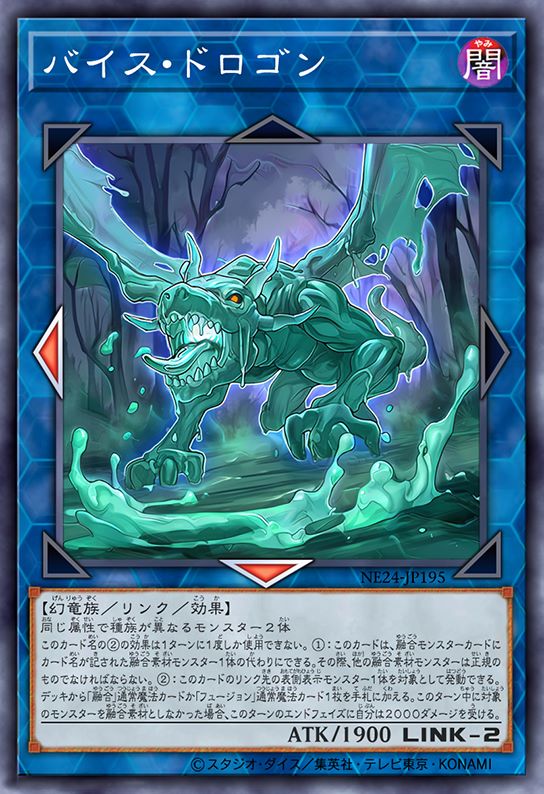 バイス・ドロゴン
闇
やみ
NE24-JP195
【幻竜族／リンク／効果】
同じ属性で種族が異なるモンスター２体
このカード名の②の効果は１ターンに１度しか使用できない。①：このカードは、融合モンスターカードに
カード名が記された融合素材モンスター１体の代わりにできる。その際、他の融合素材モンスターは正規の
ものでなければならない。②：このカードのリンク先の表側表示モンスター１体を対象として発動できる。
デッキから「融合」通常魔法カードか「フュージョン」通常魔法カード１枚を手札に加える。このターン中に対象
のモンスターを融合素材としなかった場合、このターンのエンドフェイズに自分は２０００ダメージを受ける。
ATK/1900 LINK-2
©スタジオ・ダイス／集英社・テレビ東京・KONAMI